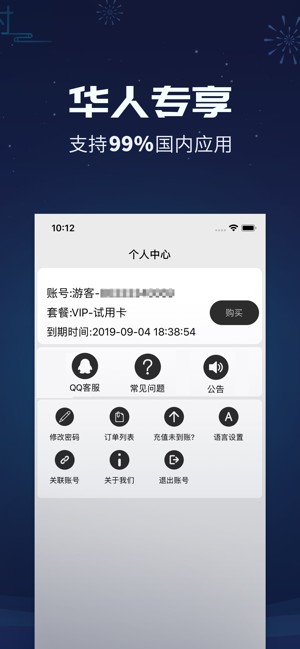 华人专享
支持99%国内应用
10:12
个人中心
账号:游客-
套餐:VIP-试用卡
购买
到期时间:2019-09-04 18:38:54
QQ客服
常见问题
公告
修改密码
订单列表
充值未到账?
语言设置
关联账号
关于我们
退出账号